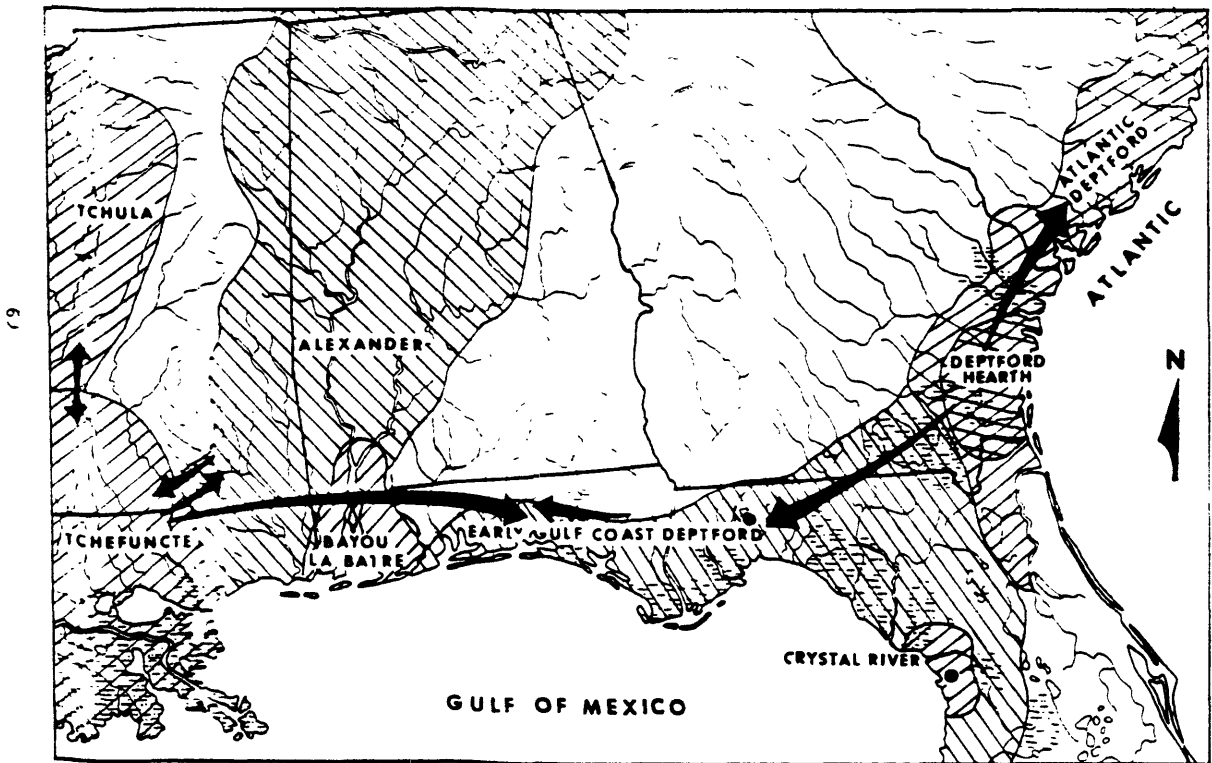 ATLANTIC
DEPTFORD
TCHULA
ATLANTIC
ALEXANDER
DEPTFORD
HEARTH
N
TCHEFUNCTE
BAYOU
LA BATRE
EARLY GULF COAST DEPTFORD
CRYSTAL RIVER
GULF OF MEXICO